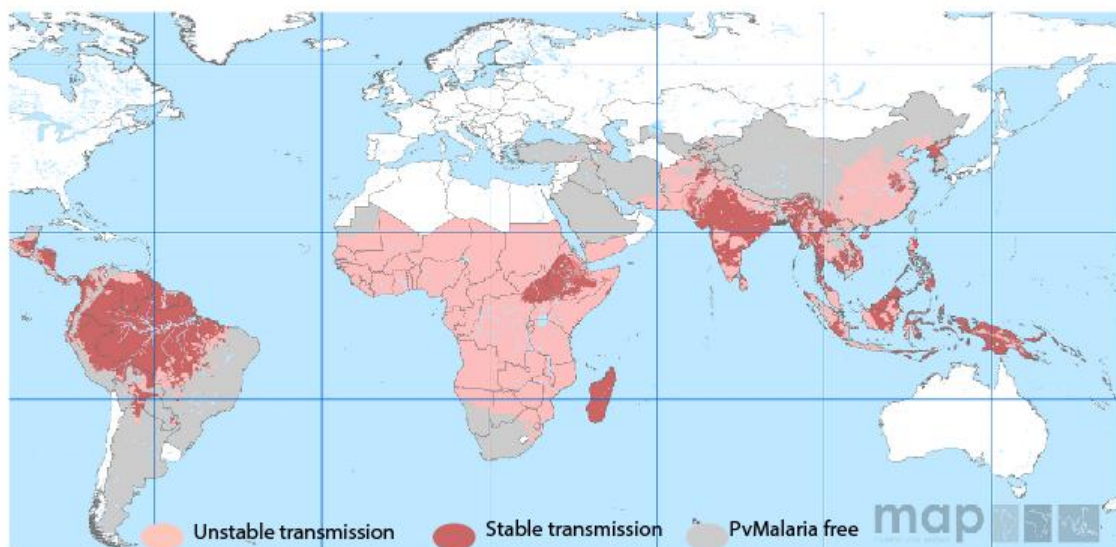 Unstable transmission
Stable transmission
PvMalaria free
map